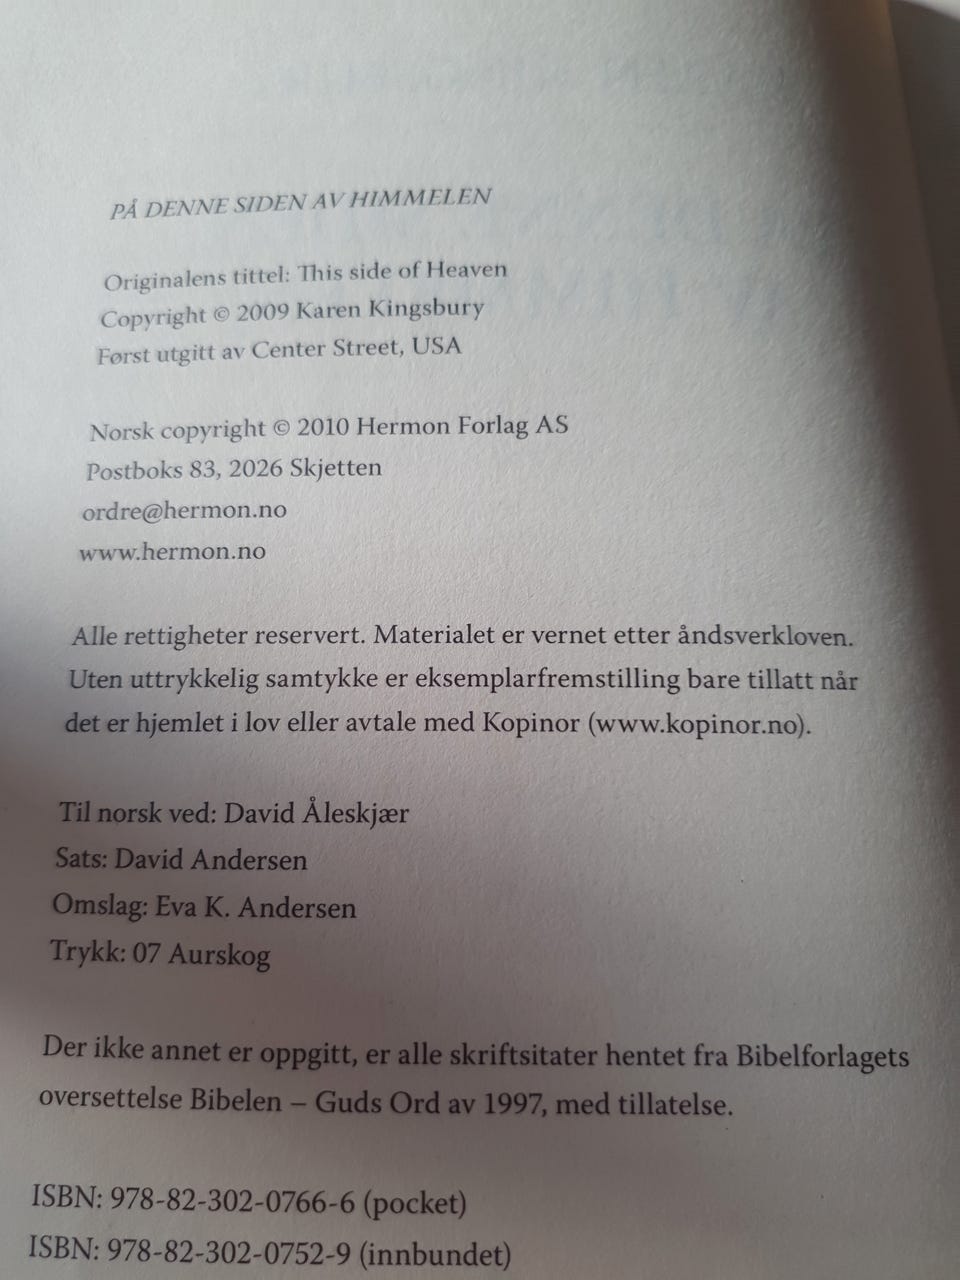 PÅ DENNE SIDEN AV HIMMELEN
Originalens tittel: This side of Heaven
Copyright © 2009 Karen Kingsbury
Først utgitt av Center Street, USA
Norsk copyright © 2010 Hermon Forlag AS
Postboks 83, 2026 Skjetten
ordre@hermon.no
www.hermon.no
Alle rettigheter reservert. Materialet er vernet etter åndsverkloven.
Uten uttrykkelig samtykke er eksemplarfremstilling bare tillatt når
det er hjemlet i lov eller avtale med Kopinor (www.kopinor.no).
Til norsk ved: David Åleskjær
Sats: David Andersen
Omslag: Eva K. Andersen
Trykk: 07 Aurskog
Der ikke annet er oppgitt, er alle skriftsitater hentet fra Bibelforlagets
oversettelse Bibelen – Guds Ord av 1997, med tillatelse.
ISBN: 978-82-302-0766-6 (pocket)
ISBN: 978-82-302-0752-9 (innbundet)